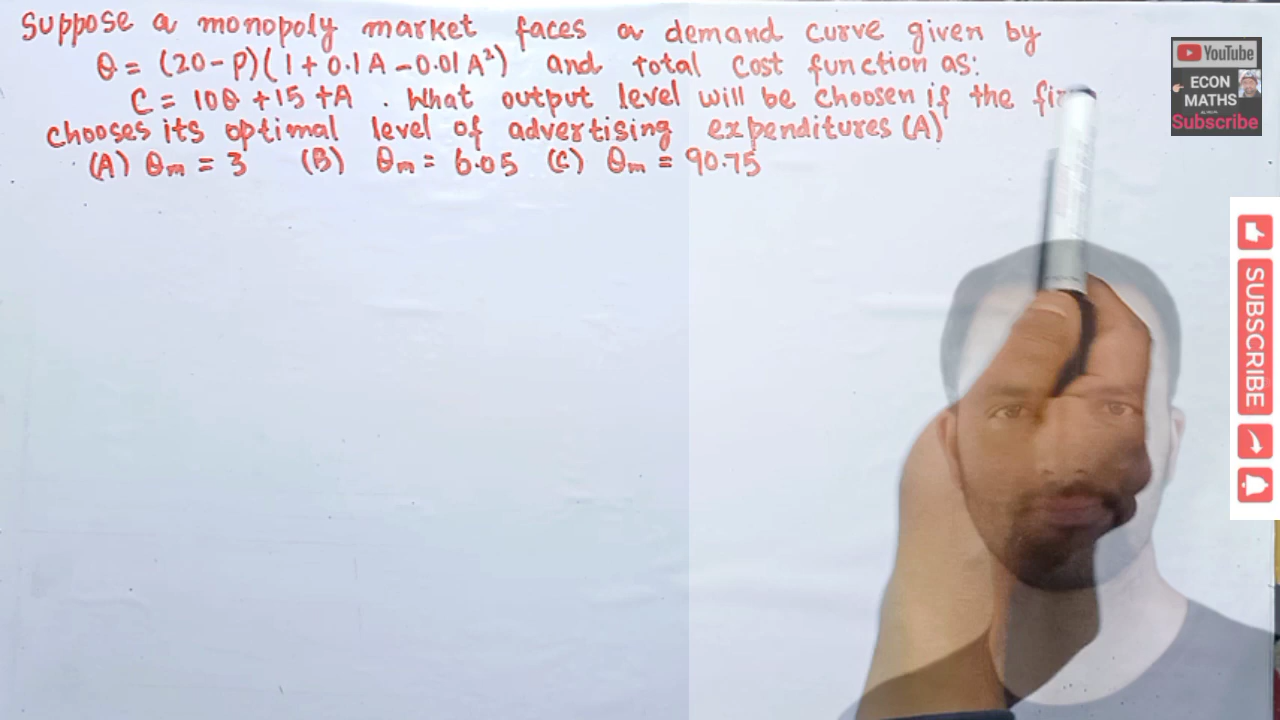 Suppose a monopoly market faces a demand curve given by
Q = (20-P)(1+0.1A-0.01A²) and total cost function as:
C = 10Q+15+A. What output level will be choosen if the
chooses its optimal level of advertising expenditures (A)
(A) Qm = 3 (B) Qm = 6.05 (C) Qm = 90.75
YouTube
ECON
MATHS
Subscribe
SUBSCRIBE